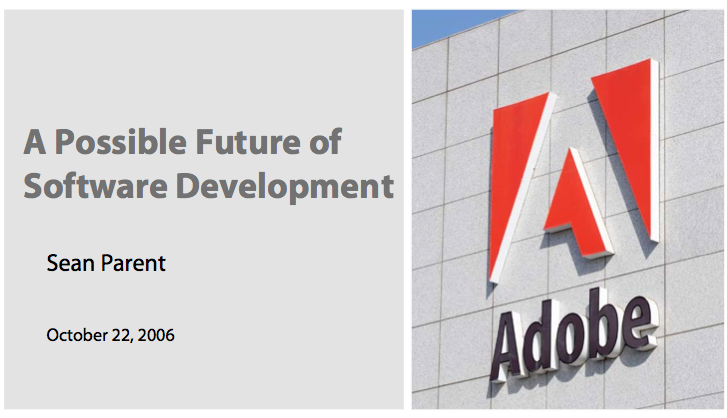 A Possible Future of
Software Development
Sean Parent
October 22, 2006
Adobe